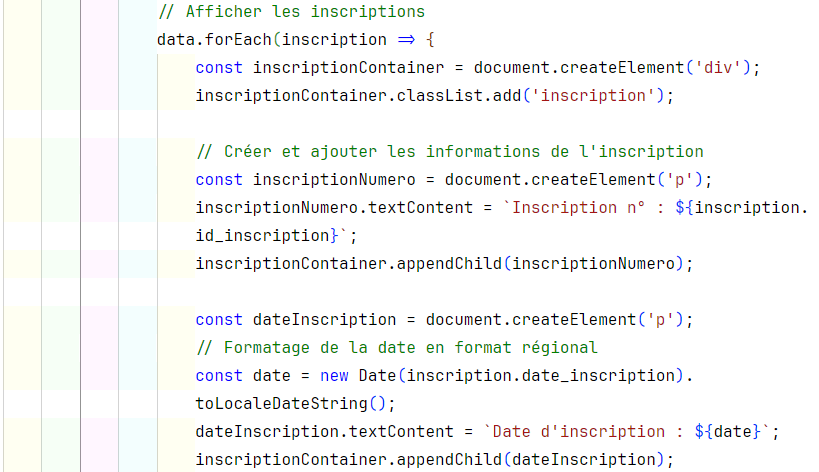 // Afficher les inscriptions
data.forEach(inscription => {
const inscriptionContainer = document.createElement('div');
inscriptionContainer.classList.add('inscription');
// Créer et ajouter les informations de l'inscription
const inscriptionNumero = document.createElement('p');
inscriptionNumero.textContent = `Inscription n° : ${inscription.
id_inscription}`;
inscriptionContainer.appendChild(inscriptionNumero);
const dateInscription = document.createElement('p');
// Formatage de la date en format régional
const date = new Date(inscription.date_inscription).
toLocaleDateString();
dateInscription.textContent = `Date d'inscription : ${date}`;
inscriptionContainer.appendChild(dateInscription);